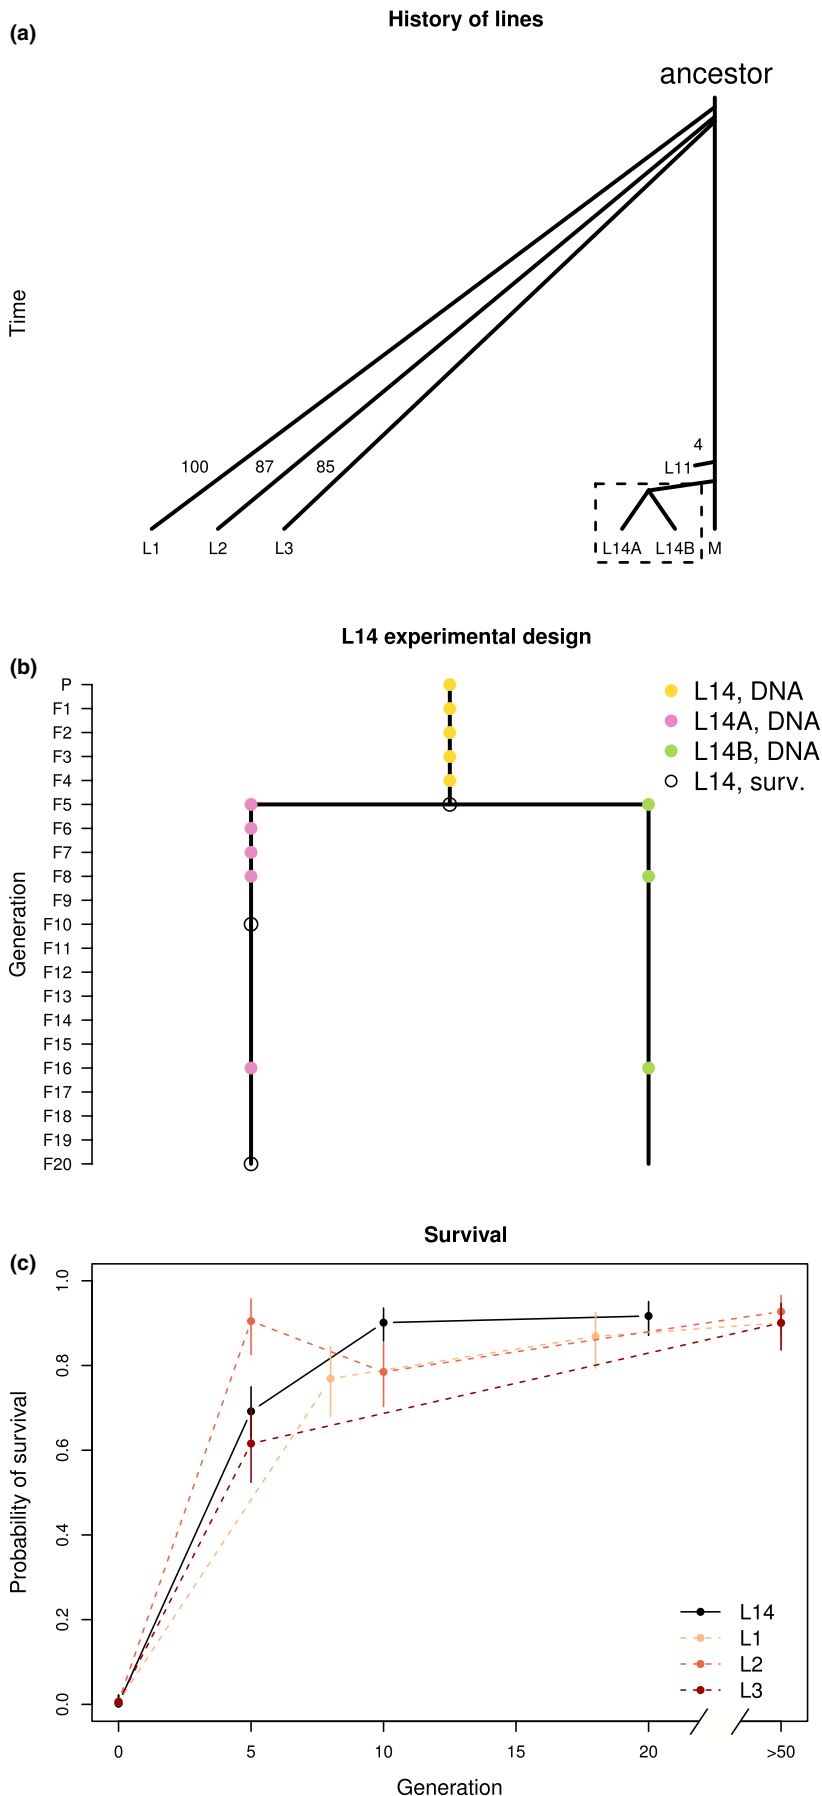 (a)
History of lines
ancestor
Time
100
87
85
4
L11
L1
L2
L3
L14A
L14B
M
L14 experimental design
(b)
P
F1
F2
F3
F4
F5
F6
F7
F8
F9
F10
F11
F12
F13
F14
F15
F16
F17
F18
F19
F20
Generation
L14, DNA
L14A, DNA
L14B, DNA
L14, surv.
Survival
(c)
1.0
0.8
0.6
0.4
0.2
0.0
Probability of survival
L14
L1
L2
L3
0
5
10
15
20
>50
Generation